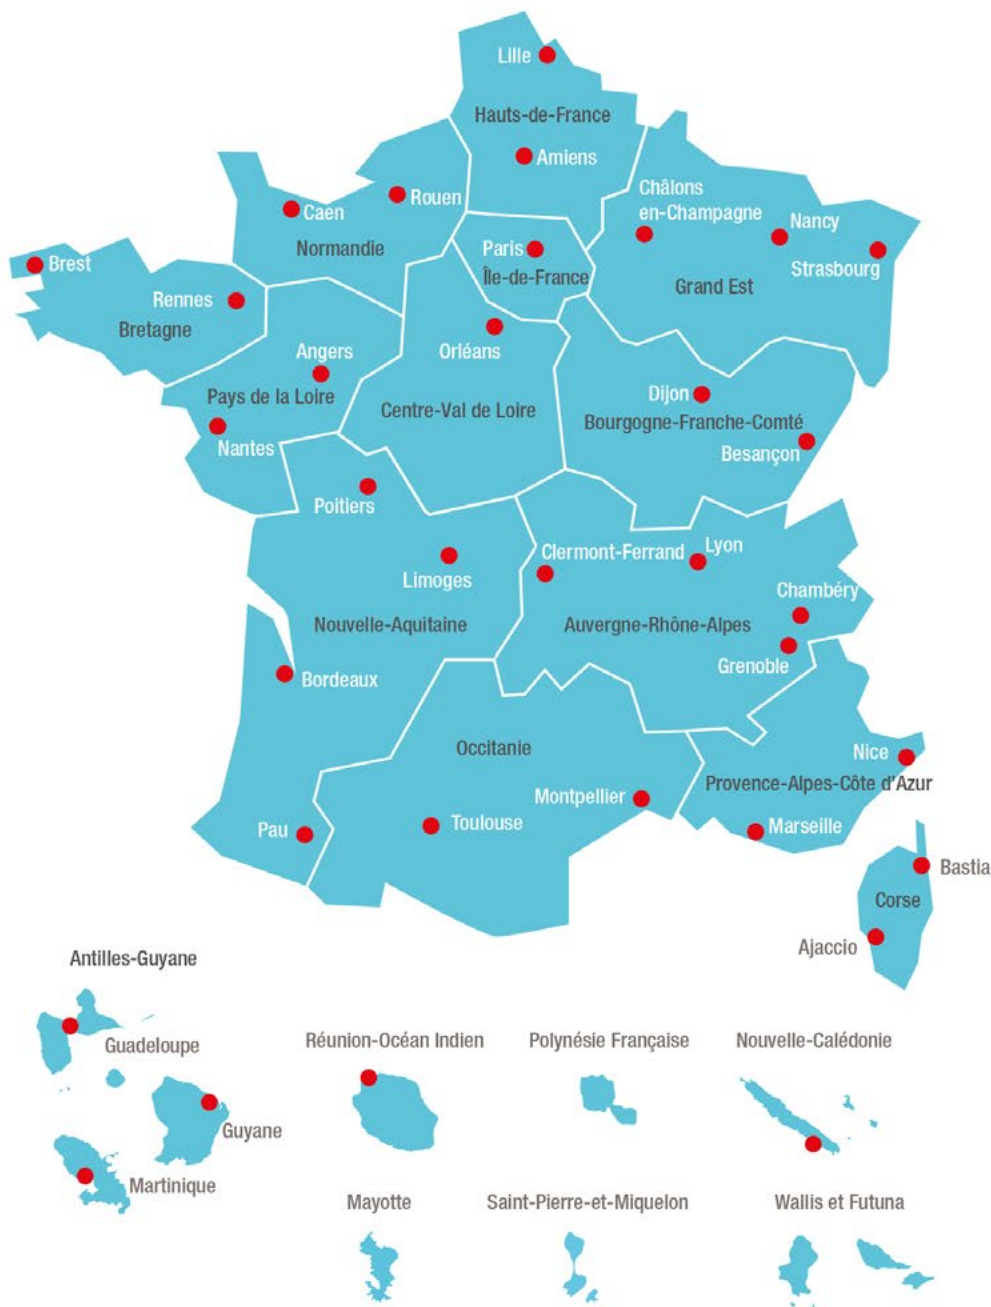 Lille
Hauts-de-France
Amiens
Châlons
en-Champagne
Rouen
Caen
Nancy
Normandie
Paris
Strasbourg
Brest
Île-de-France
Grand Est
Rennes
Bretagne
Orléans
Angers
Dijon
Pays de la Loire
Centre-Val de Loire
Bourgogne-Franche-Comté
Nantes
Besançon
Poitiers
Clermont-Ferrand
Lyon
Limoges
Chambéry
Nouvelle-Aquitaine
Auvergne-Rhône-Alpes
Grenoble
Bordeaux
Occitanie
Nice
Provence-Alpes-Côte d'Azur
Montpellier
Toulouse
Marseille
Pau
Bastia
Corse
Ajaccio
Antilles-Guyane
Guadeloupe
Réunion-Océan Indien
Polynésie Française
Nouvelle-Calédonie
Guyane
Martinique
Mayotte
Saint-Pierre-et-Miquelon
Wallis et Futuna